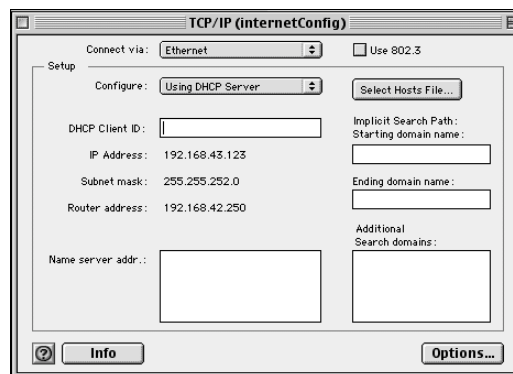 TCP/IP (internetConfig)
Connect via: Ethernet
Use 802.3
Setup
Configure: Using DHCP Server
Select Hosts File...
DHCP Client ID:
IP Address: 192.168.43.123
Subnet mask: 255.255.252.0
Router address: 192.168.42.250
Name server addr.:
Implicit Search Path:
Starting domain name:
Ending domain name:
Additional
Search domains:
?
Info
Options...